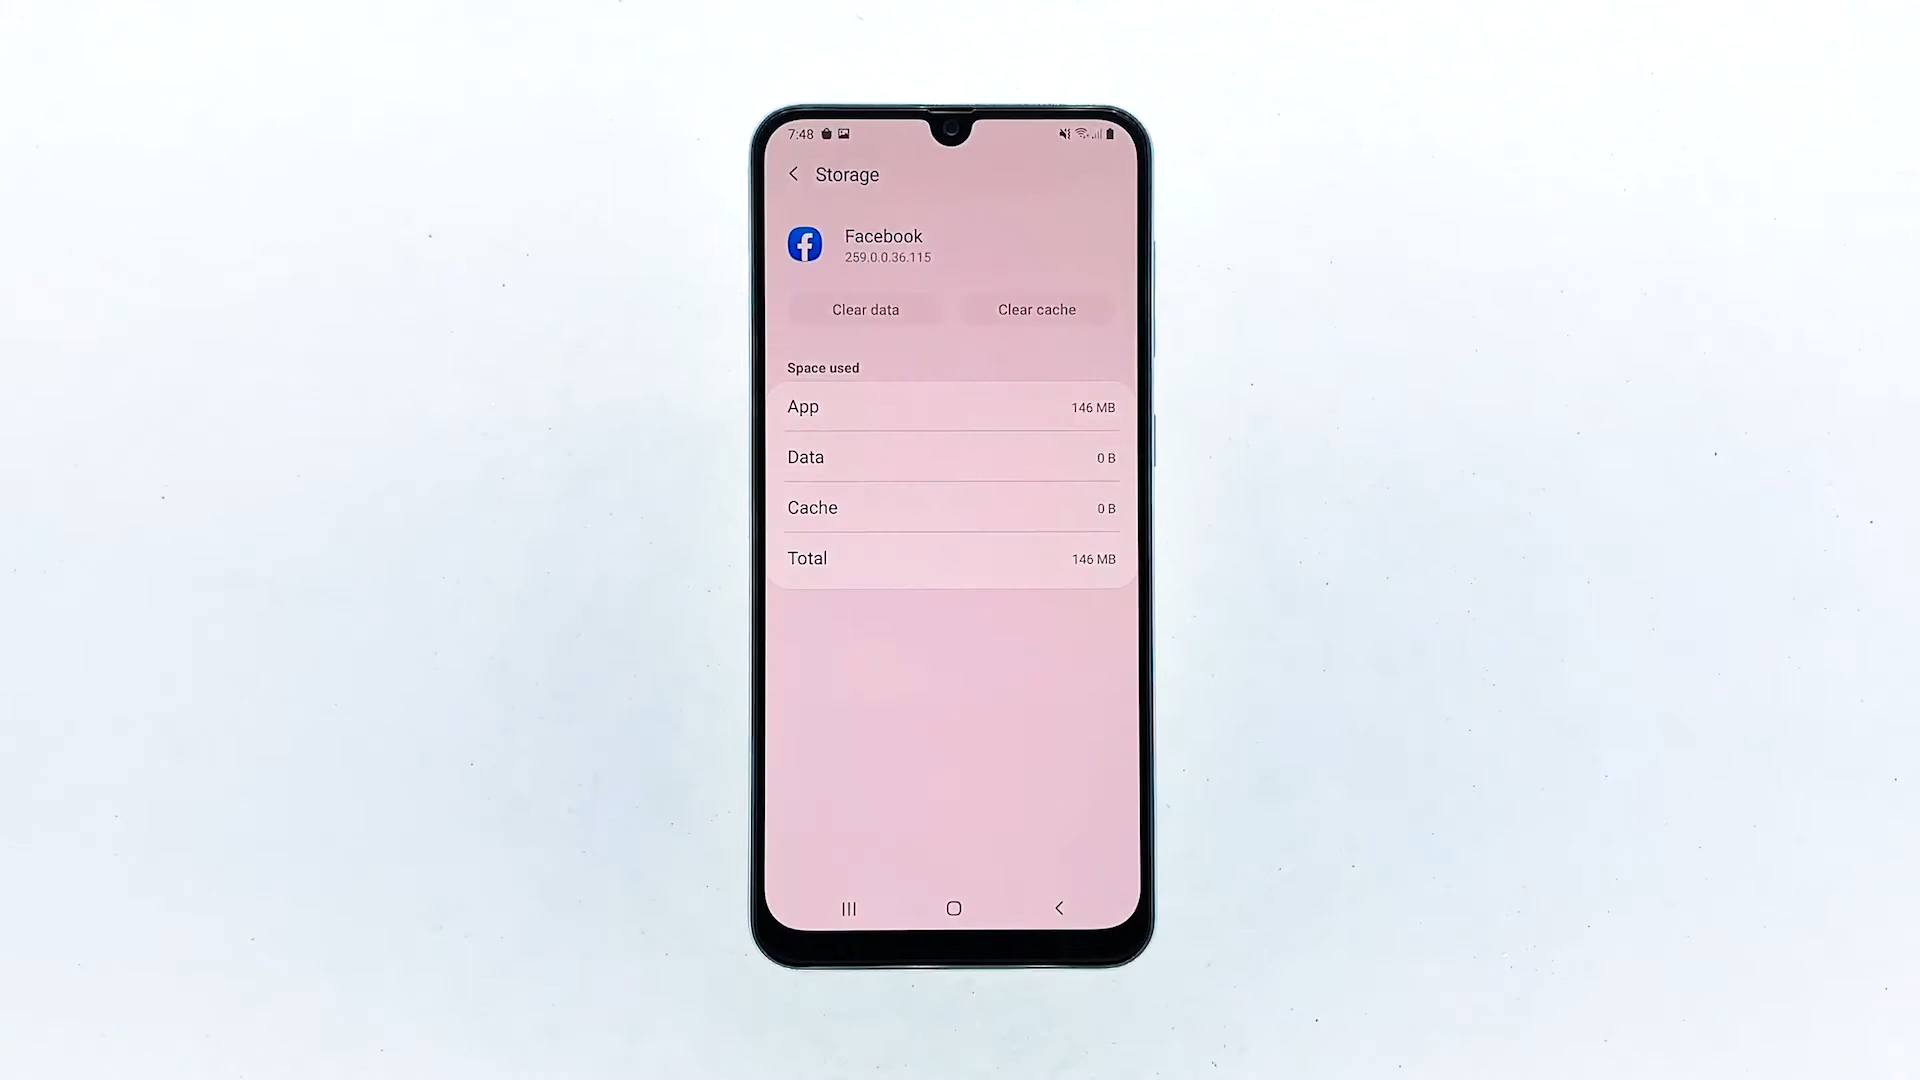 7:48
Storage
Facebook
259.0.0.36.115
Clear data Clear cache
Space used
App 146 MB
Data 0 B
Cache 0 B
Total 146 MB